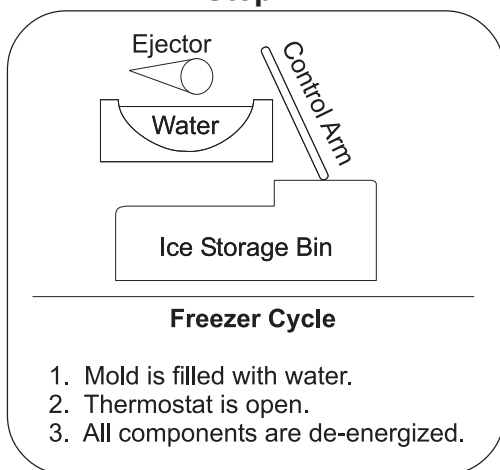 Ejector
Control Arm
Water
Ice Storage Bin
Freezer Cycle
1. Mold is filled with water.
2. Thermostat is open.
3. All components are de-energized.